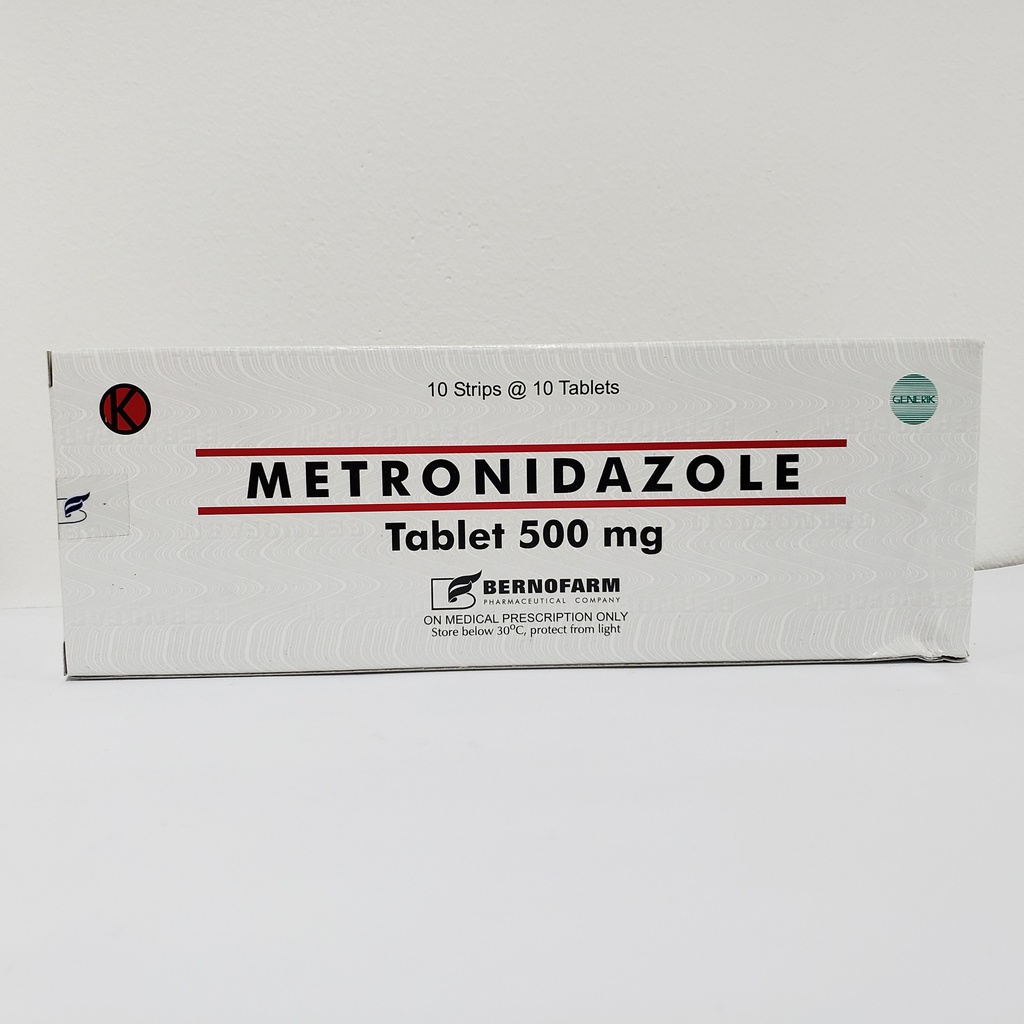 10 Strips @ 10 Tablets
K
GENERIK
METRONIDAZOLE
Tablet 500 mg
BERNOFARM
PHARMACEUTICAL COMPANY
ON MEDICAL PRESCRIPTION ONLY
Store below 30°C, protect from light